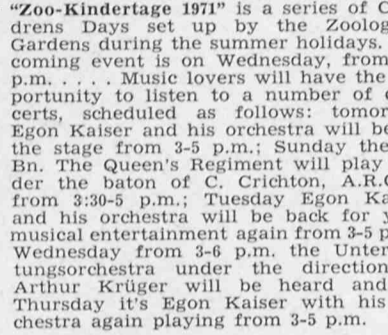 "Zoo-Kindertage 1971" is a series of C
drens Days set up by the Zoolog
Gardens during the summer holidays.
coming event is on Wednesday, from
p.m. . . . . Music lovers will have the
portunity to listen to a number of c
certs, scheduled as follows: tomor
Egon Kaiser and his orchestra will be
the stage from 3-5 p.m.; Sunday the
Bn. The Queen's Regiment will play
der the baton of C. Crichton, A.R.C
from 3:30-5 p.m.; Tuesday Egon Ka
and his orchestra will be back for y
musical entertainment again from 3-5 p
Wednesday from 3-6 p.m. the Unter
tungsorchestra under the direction
Arthur Krüger will be heard and
Thursday it's Egon Kaiser with his
chestra again playing from 3-5 p.m.